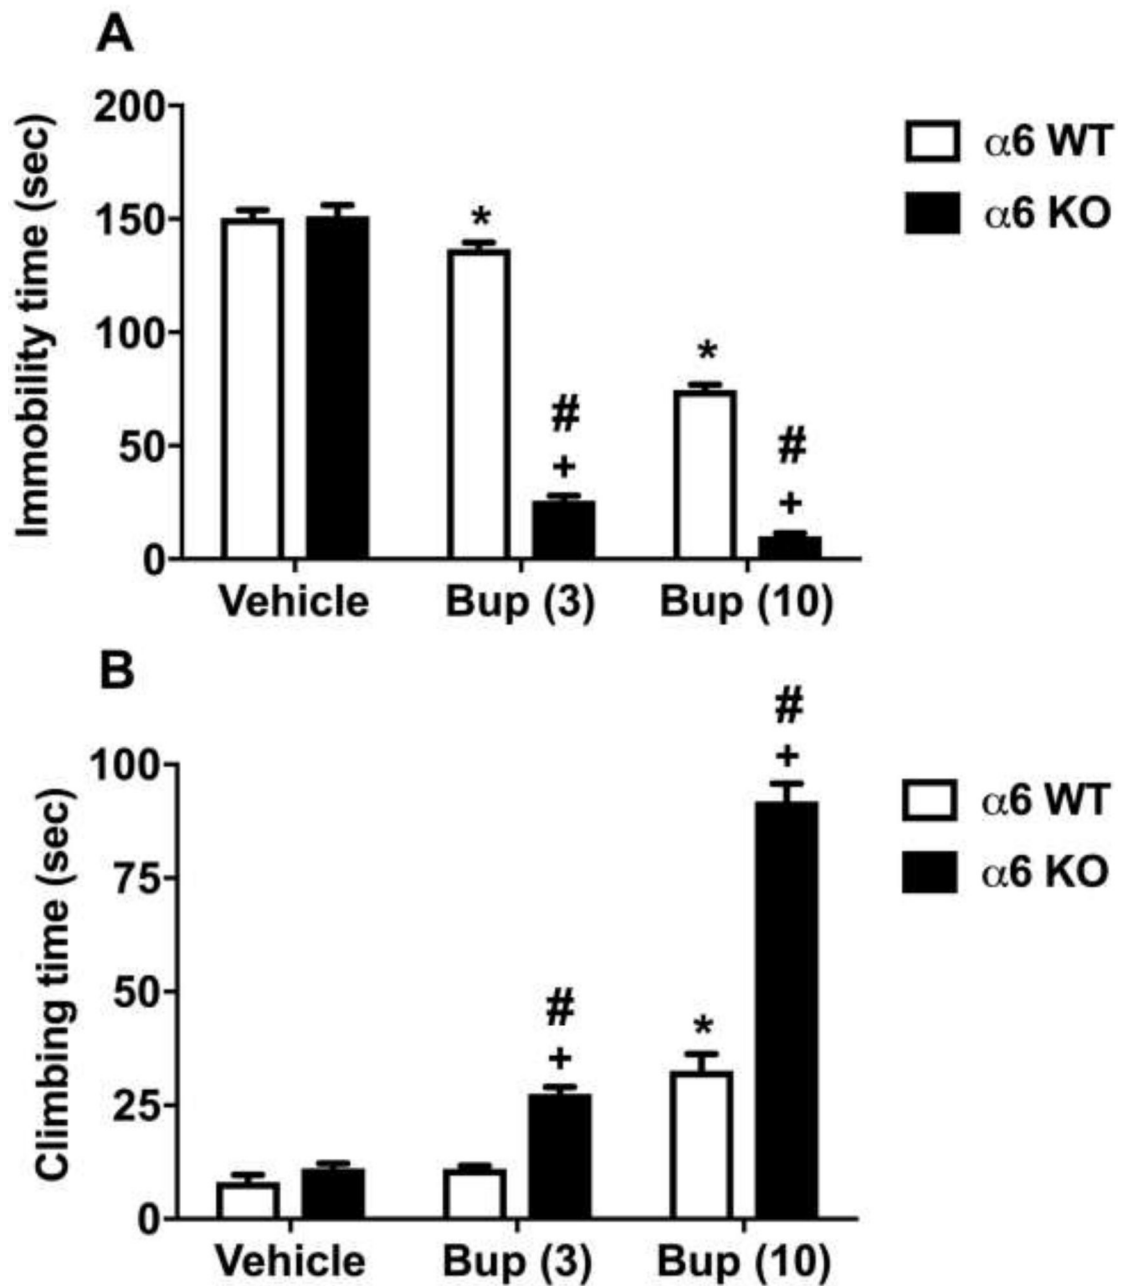 A
200
150
100
50
0
Immobility time (sec)
α6 WT
α6 KO
*
#
+
*
#
+
Vehicle Bup (3) Bup (10)
B
100
75
50
25
0
Climbing time (sec)
α6 WT
α6 KO
#
+
*
#
+
Vehicle Bup (3) Bup (10)